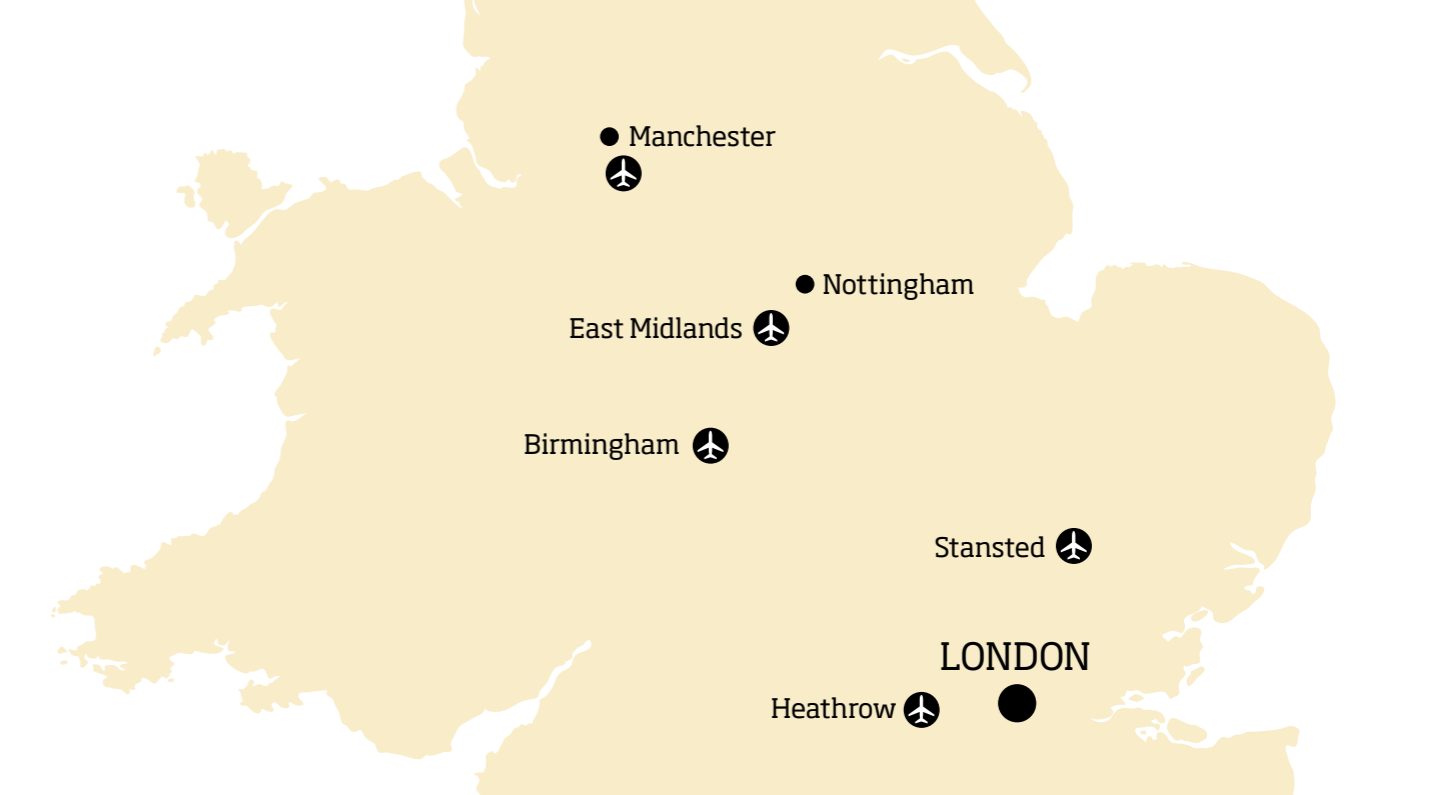 Manchester
Nottingham
East Midlands
Birmingham
Stansted
LONDON
Heathrow